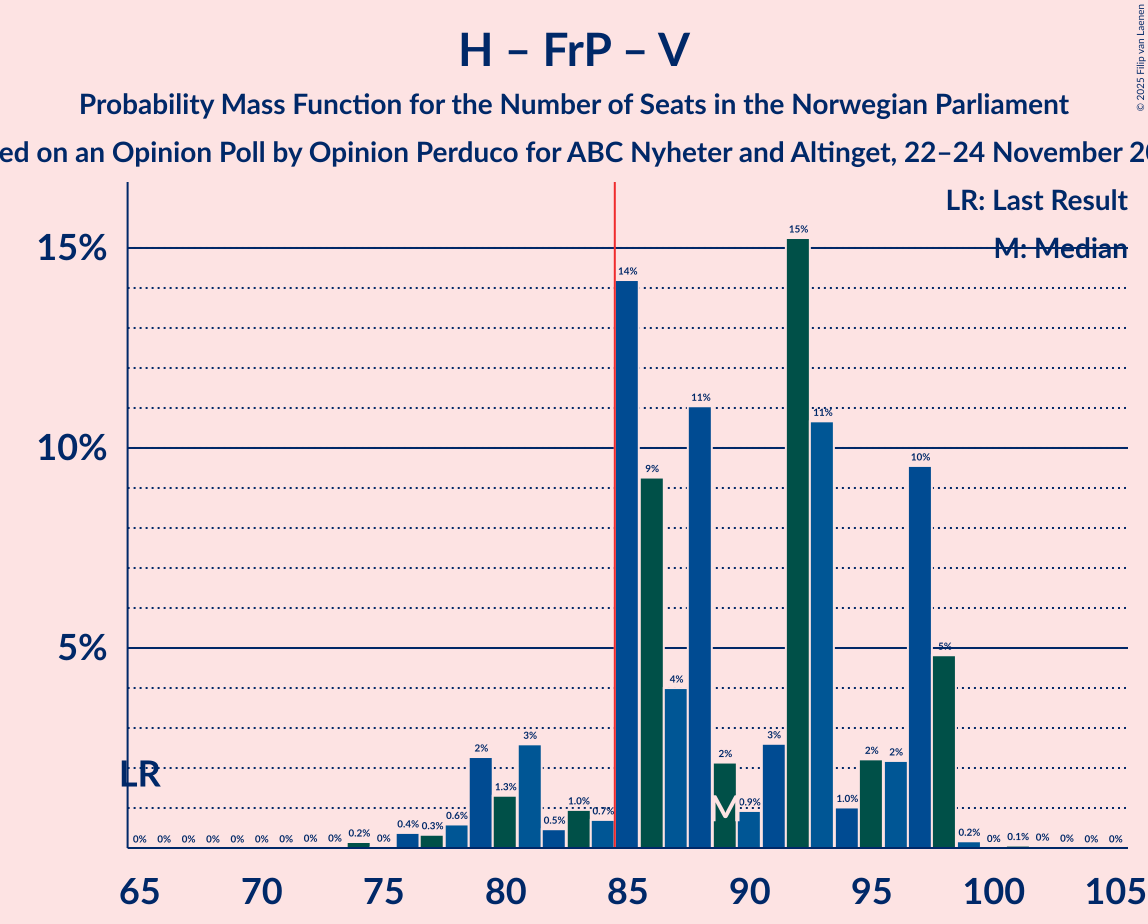 H – FrP – V
Probability Mass Function for the Number of Seats in the Norwegian Parliament
ed on an Opinion Poll by Opinion Perduco for ABC Nyheter and Altinget, 22–24 November 20
© 2025 Filip van Laenen
LR: Last Result
M: Median
15%
10%
5%
LR
M
0% 0% 0% 0% 0% 0% 0% 0% 0% 0.2% 0% 0.4% 0.3% 0.6% 2% 1.3% 3% 0.5% 1.0% 0.7% 14% 9% 4% 11% 2% 0.9% 3% 15% 11% 1.0% 2% 2% 10% 5% 0.2% 0% 0.1% 0% 0% 0% 0%
65 70 75 80 85 90 95 100 105